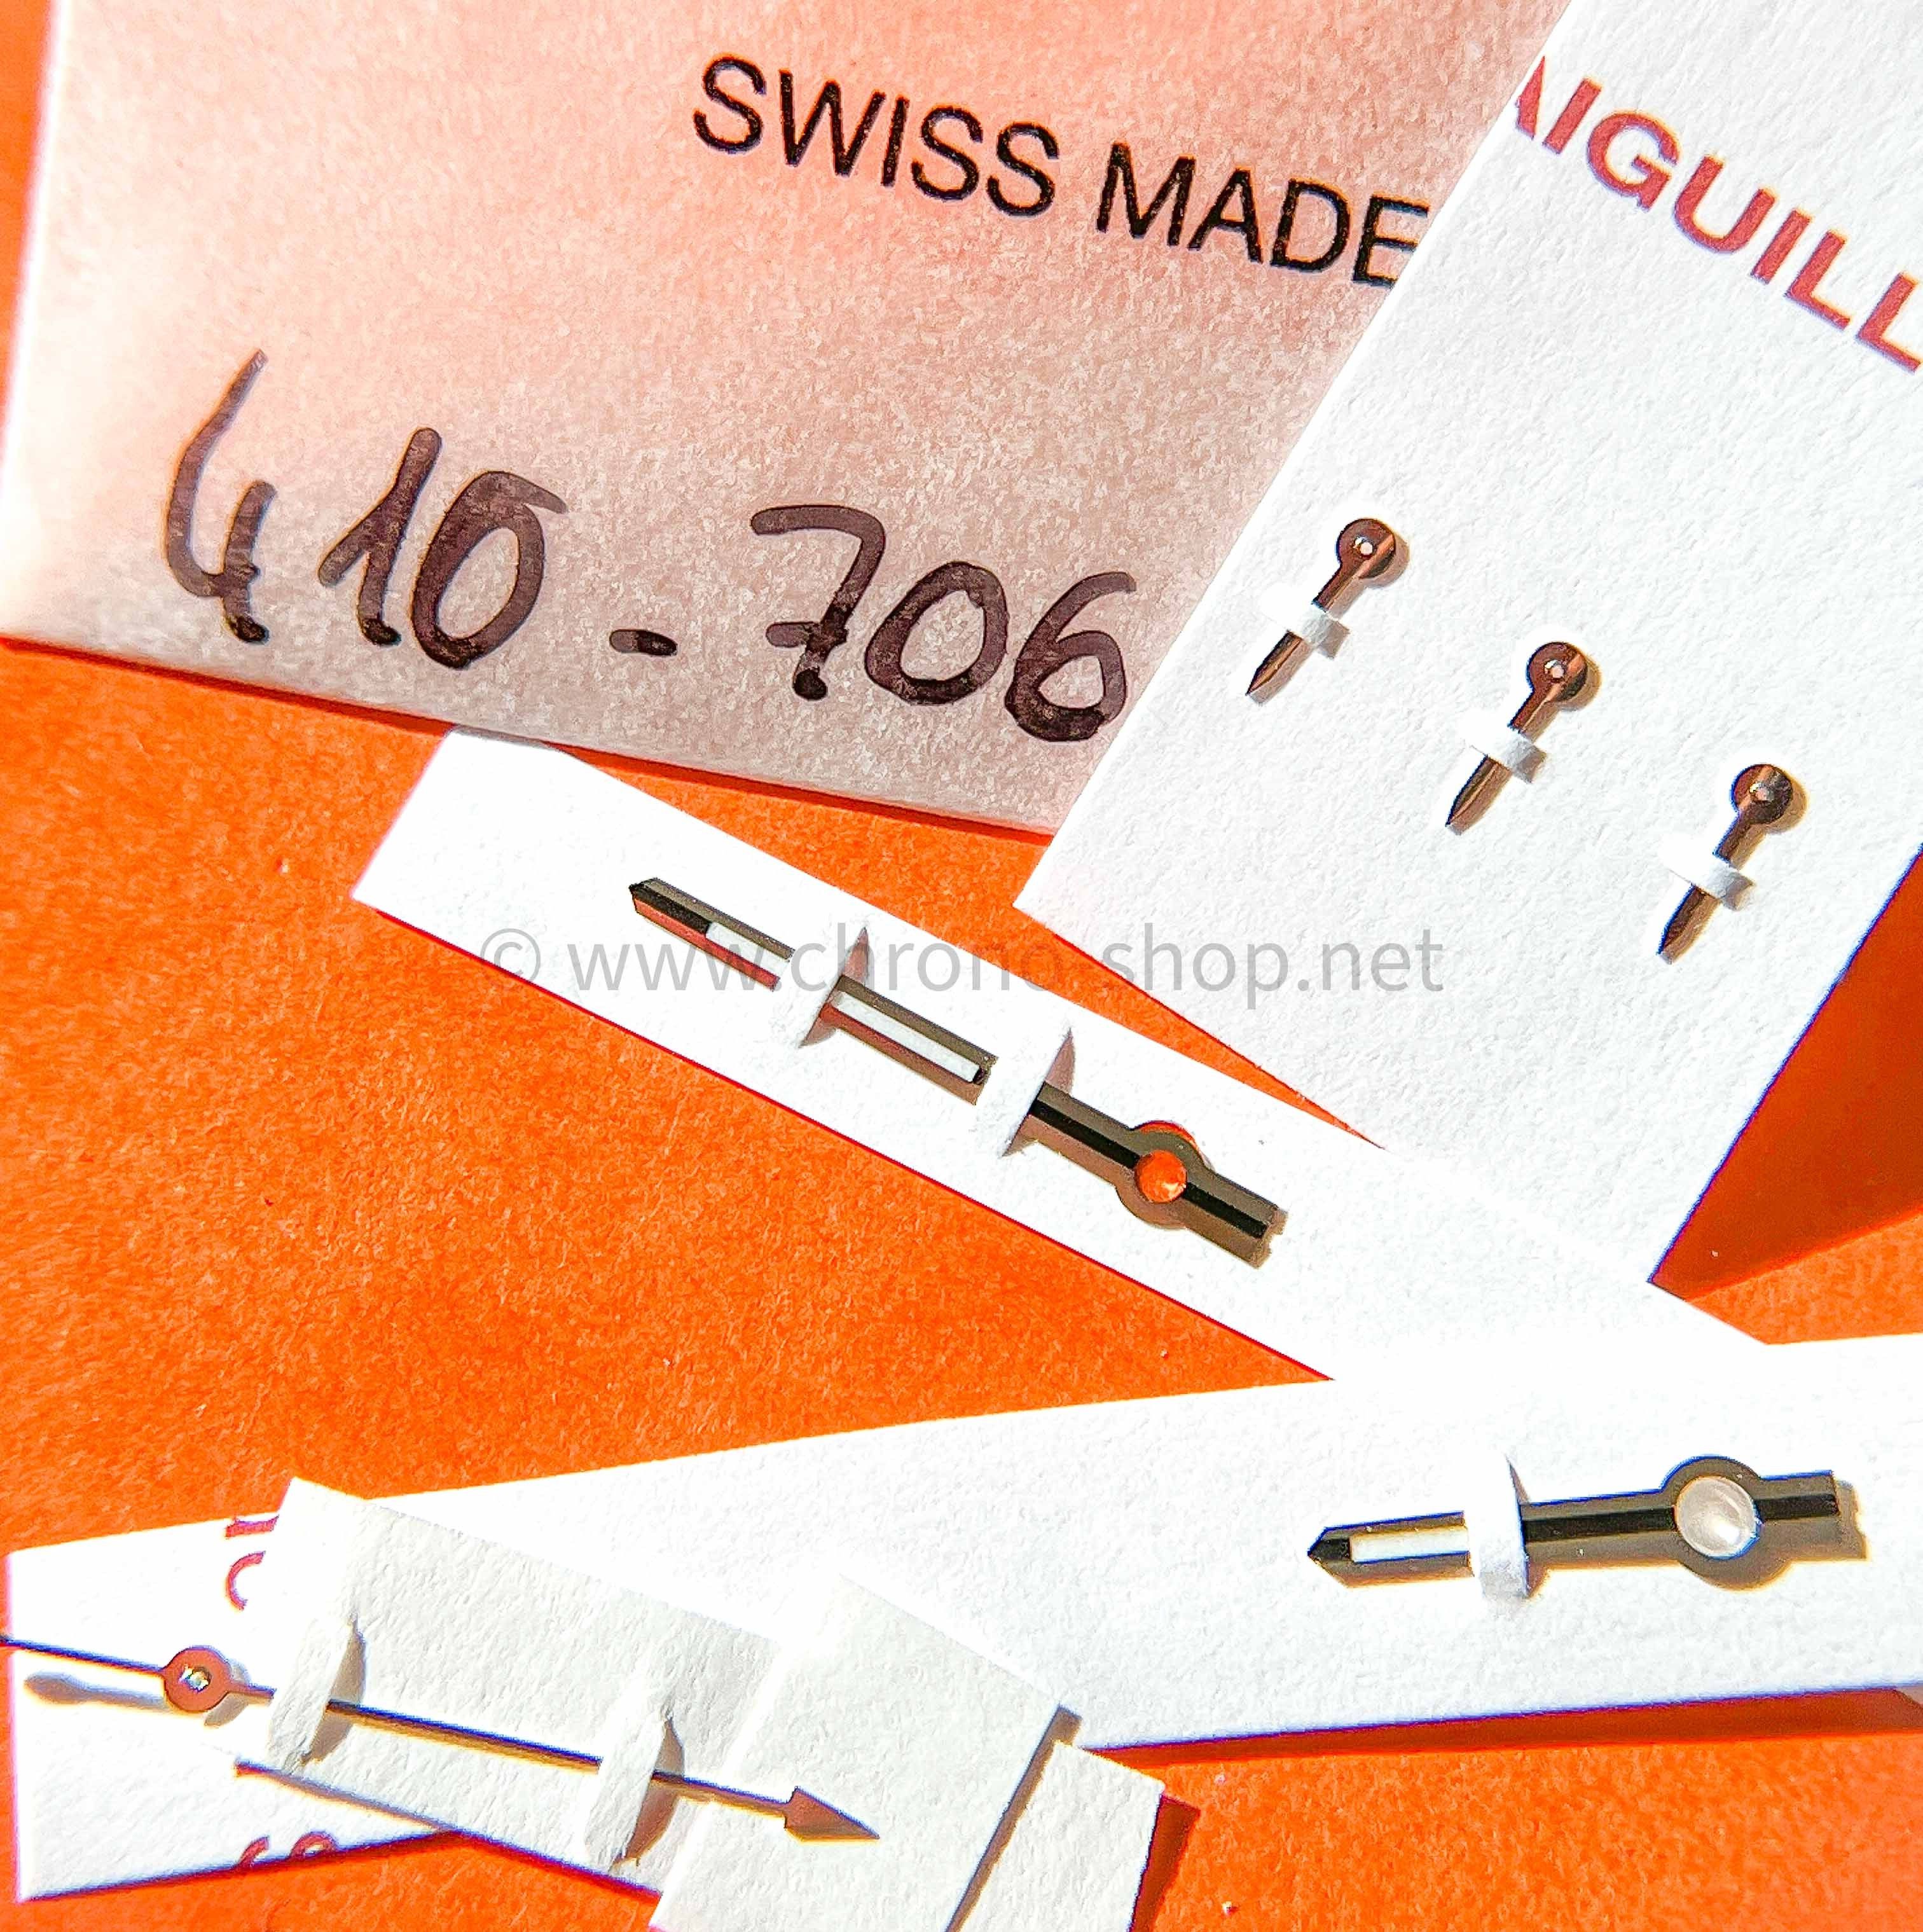 SWISS MADE
AIGUILL
410-706
© www.chrono-shop.net